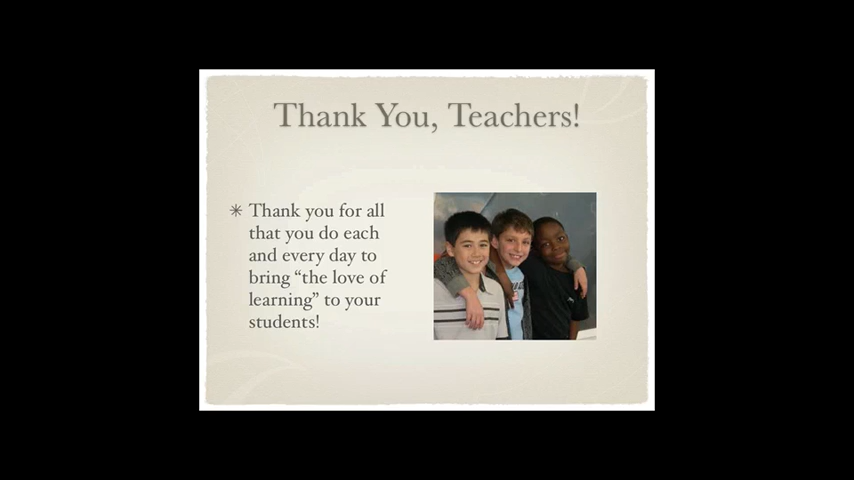 Thank You, Teachers!
Thank you for all
that you do each
and every day to
bring “the love of
learning” to your
students!